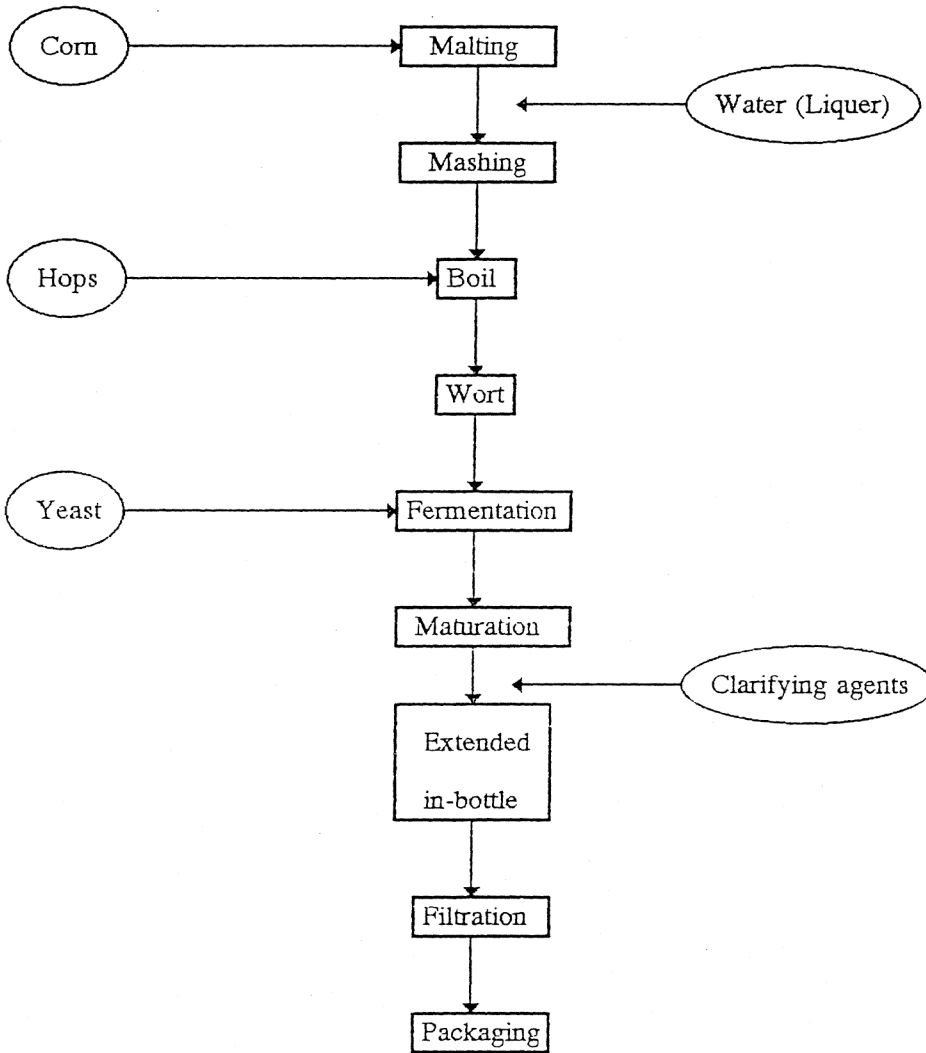 Corn
Malting
Water (Liquer)
Mashing
Hops
Boil
Wort
Yeast
Fermentation
Maturation
Clarifying agents
Extended
in-bottle
Filtration
Packaging